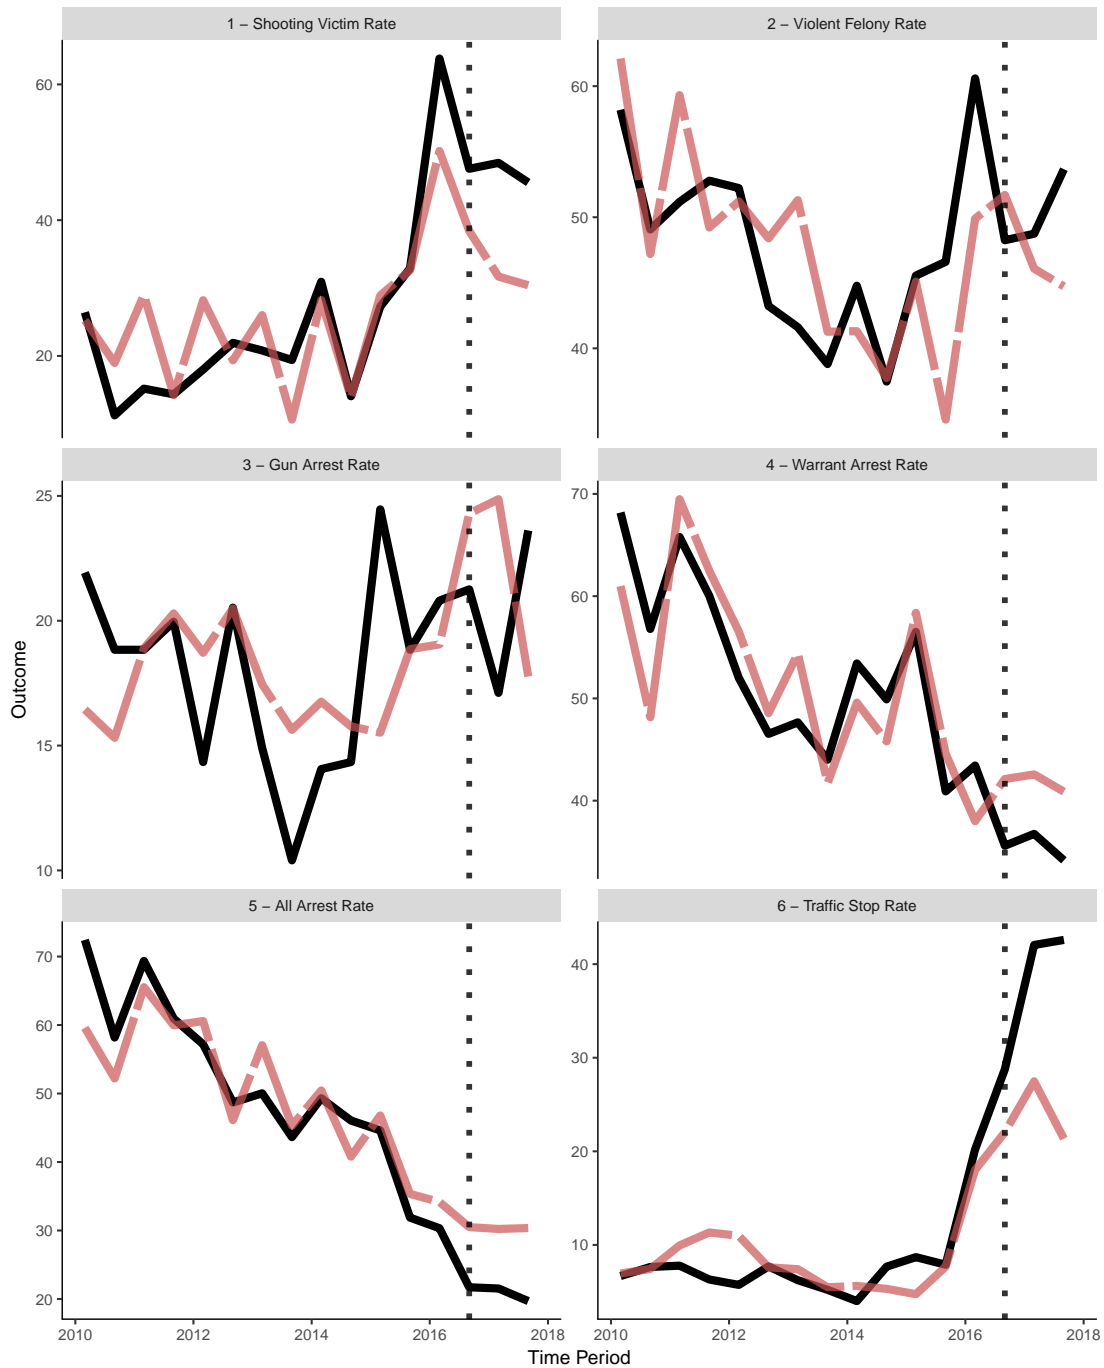 1 – Shooting Victim Rate
2 – Violent Felony Rate
60
40
20
60
50
40
3 – Gun Arrest Rate
4 – Warrant Arrest Rate
25
20
15
10
70
60
50
40
5 – All Arrest Rate
6 – Traffic Stop Rate
70
60
50
40
30
20
40
30
20
10
2010 2012 2014 2016 2018
2010 2012 2014 2016 2018
Outcome
Time Period